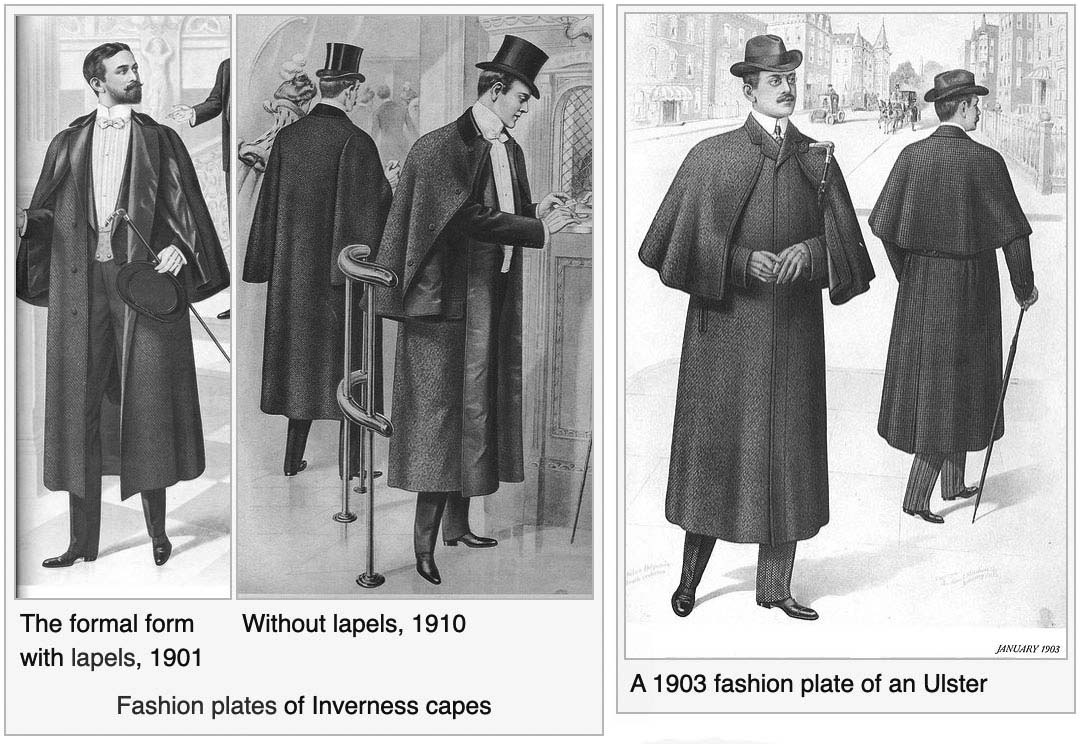 The formal form
with lapels, 1901
Without lapels, 1910
Fashion plates of Inverness capes
JANUARY 1903
A 1903 fashion plate of an Ulster